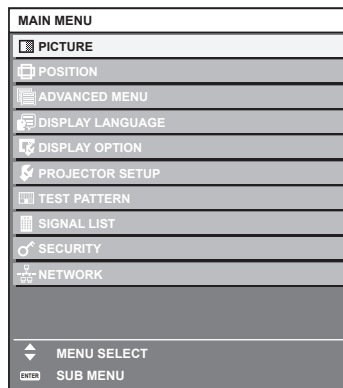 MAIN MENU
PICTURE
POSITION
ADVANCED MENU
DISPLAY LANGUAGE
DISPLAY OPTION
PROJECTOR SETUP
TEST PATTERN
SIGNAL LIST
SECURITY
NETWORK
MENU SELECT
ENTER SUB MENU